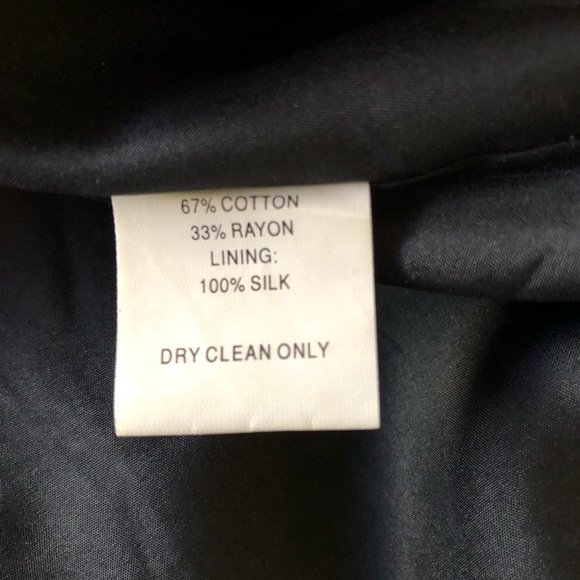 67% COTTON
33% RAYON
LINING:
100% SILK
DRY CLEAN ONLY